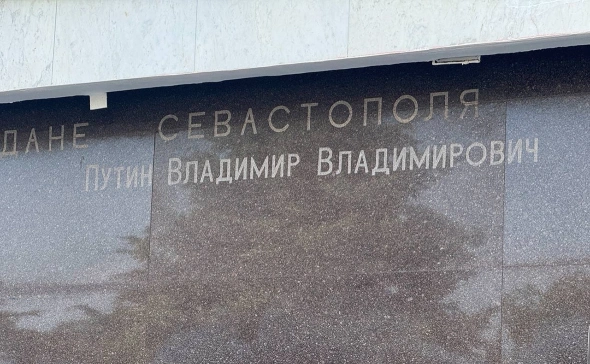 ДАНЕ СЕВАСТОПОЛЯ
Путин Владимир Владимирович